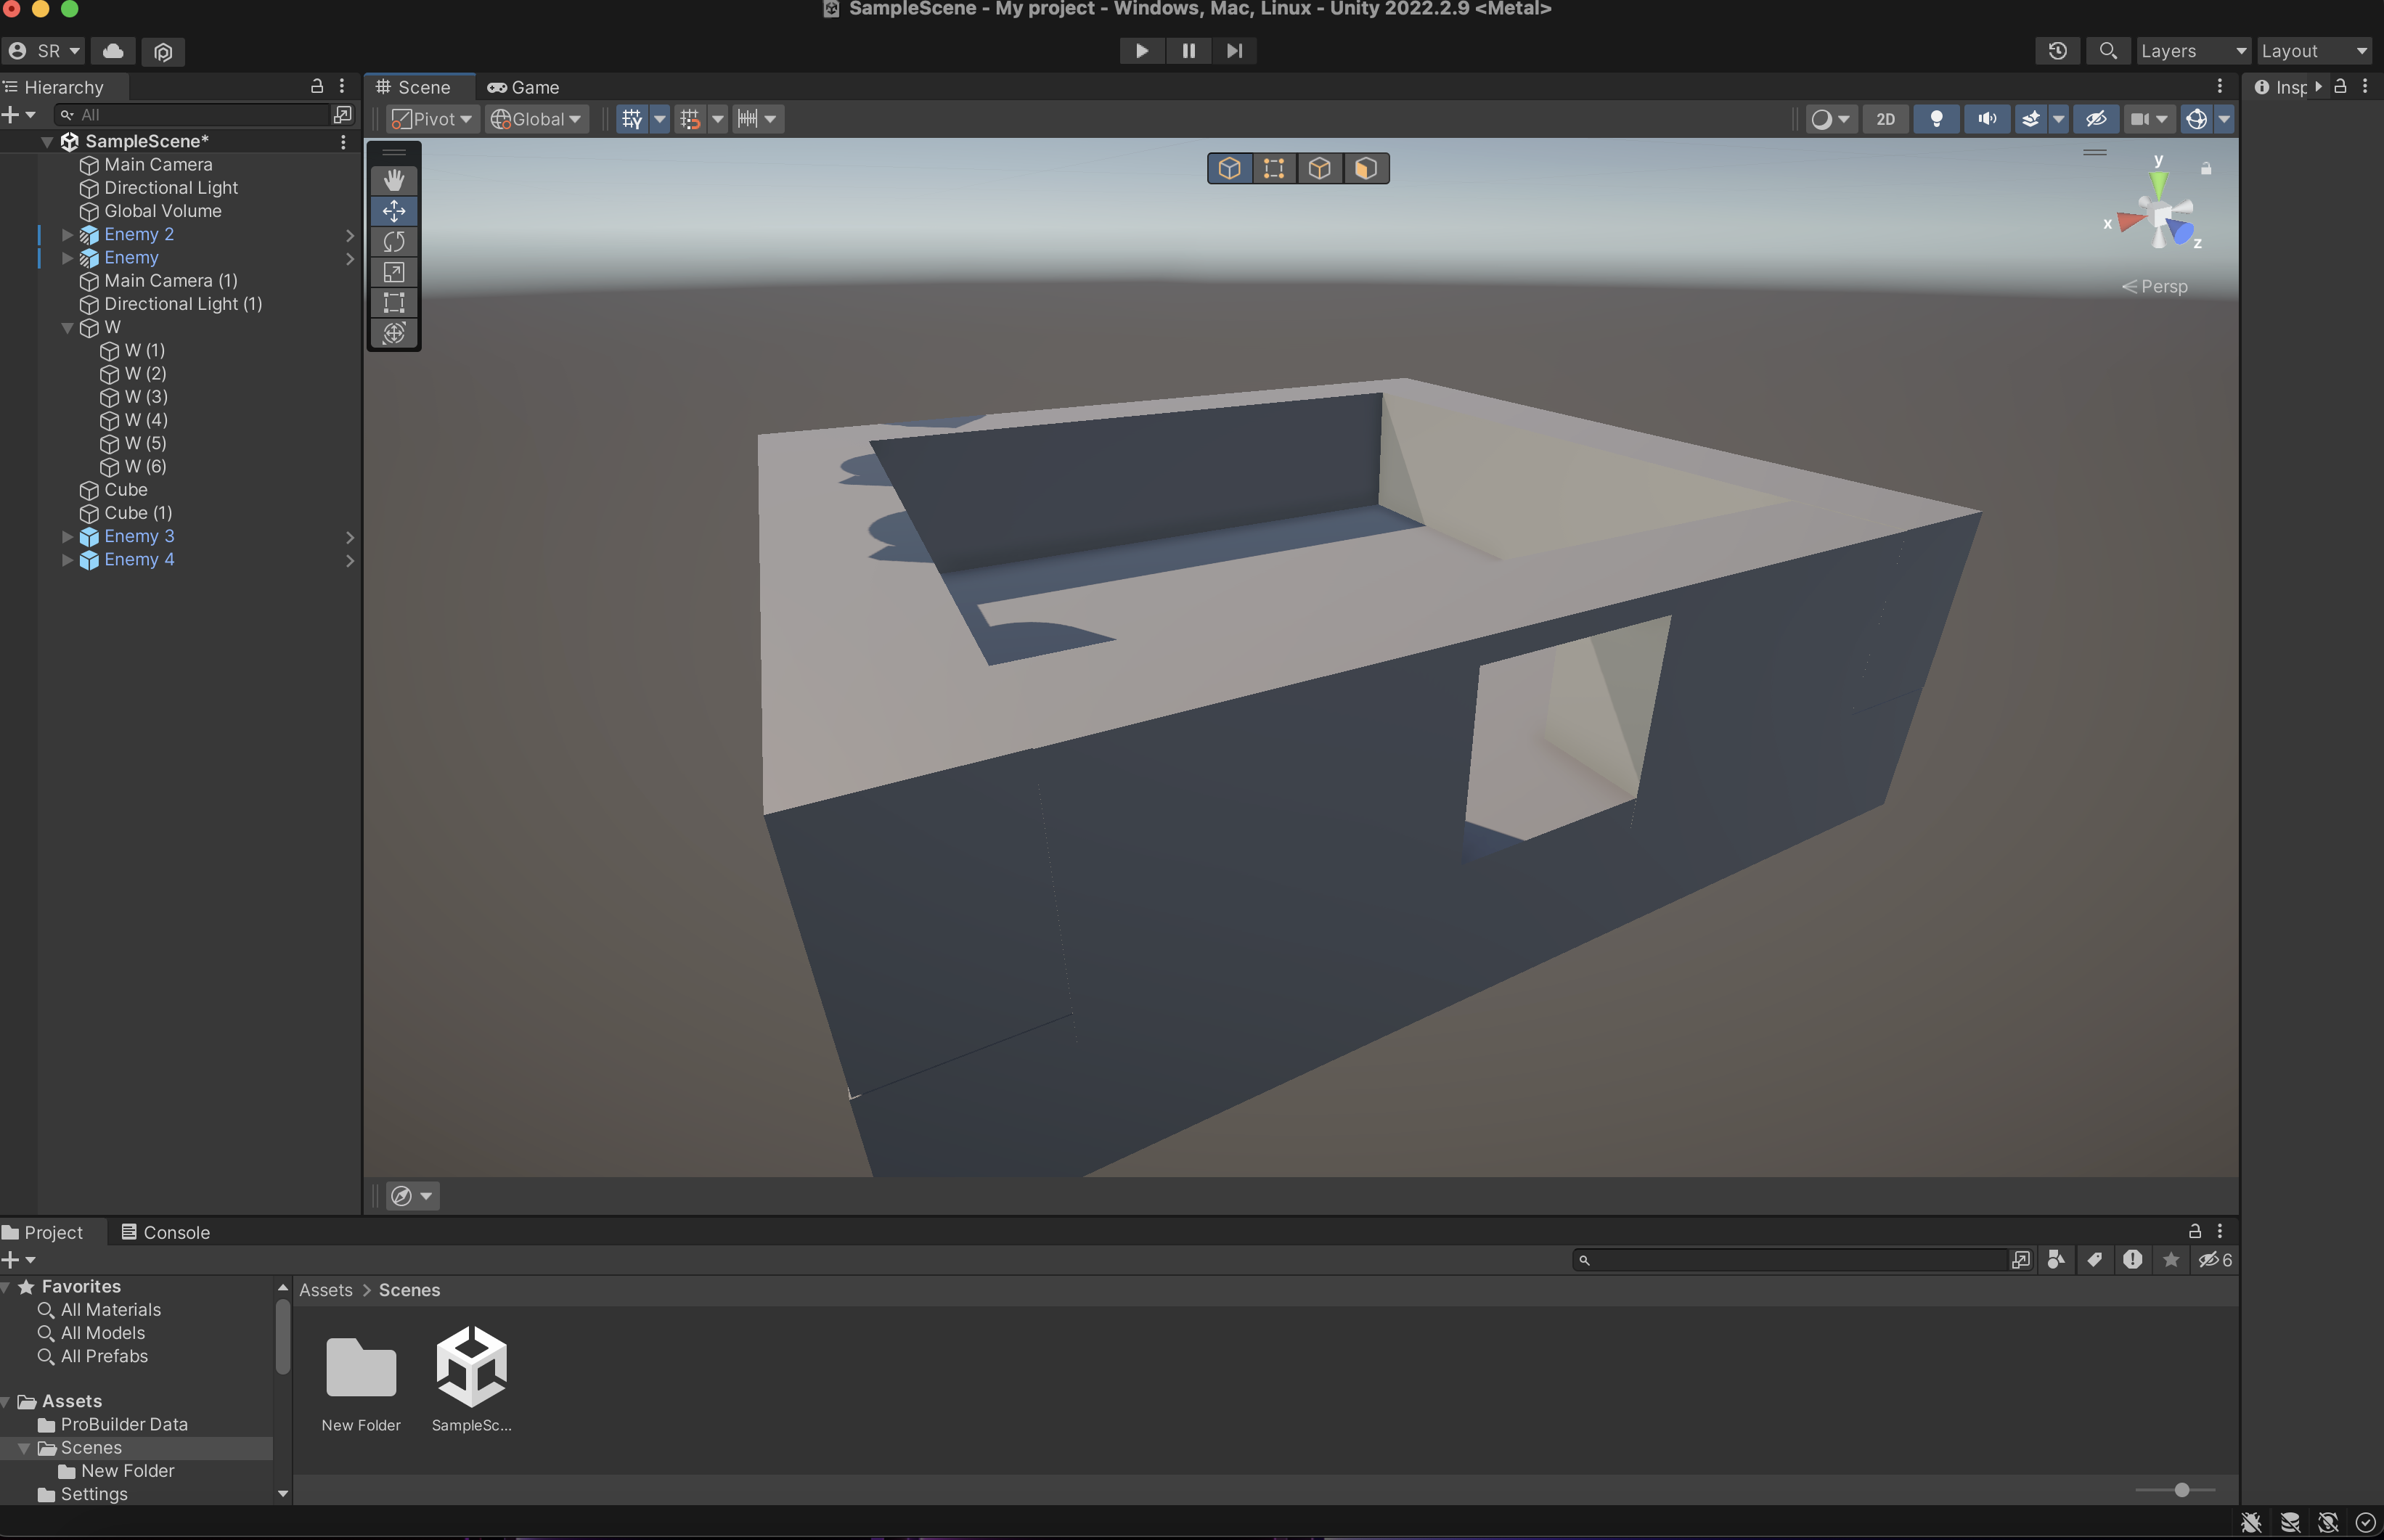 SampleScene - My project - Windows, Mac, Linux - Unity 2022.2.9 <Metal>
SR
Layers
Layout
Hierarchy
Scene
Game
Insp
All
Pivot
Global
2D
SampleScene*
Main Camera
Directional Light
Global Volume
Enemy 2
Enemy
Main Camera (1)
Directional Light (1)
W
W (1)
W (2)
W (3)
W (4)
W (5)
W (6)
Cube
Cube (1)
Enemy 3
Enemy 4
y
x
z
Persp
Project
Console
6
Favorites
All Materials
All Models
All Prefabs
Assets
ProBuilder Data
Scenes
New Folder
Settings
Assets > Scenes
New Folder
SampleSc...